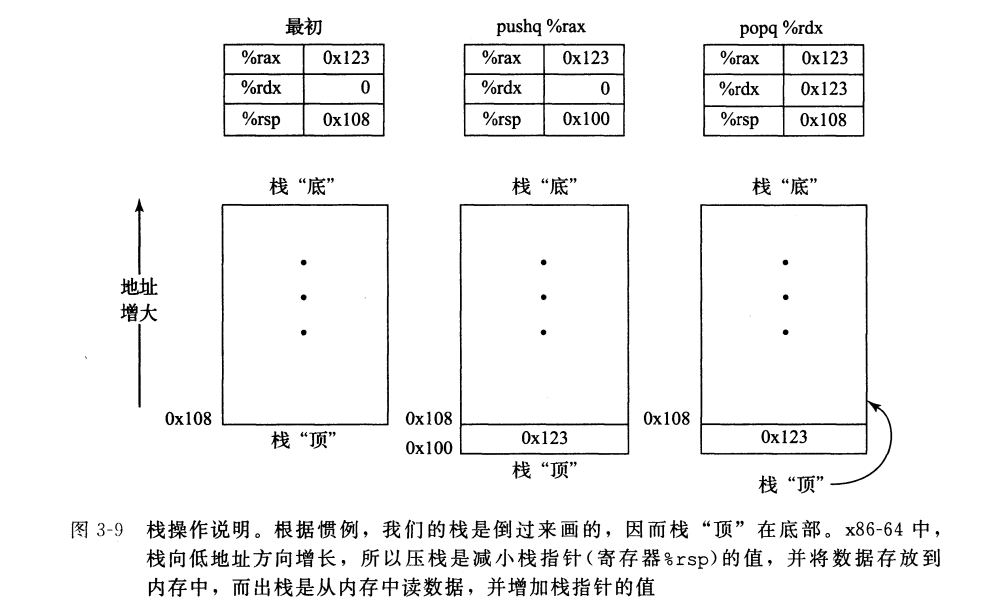 最初
%rax 0x123
%rdx 0
%rsp 0x108
pushq %rax
%rax 0x123
%rdx 0
%rsp 0x100
popq %rdx
%rax 0x123
%rdx 0x123
%rsp 0x108
地址
增大
栈“底”
0x108
栈“顶”
栈“底”
0x108
0x100
0x123
栈“顶”
栈“底”
0x108
0x123
栈“顶”
图 3-9 栈操作说明。根据惯例，我们的栈是倒过来画的，因而栈“顶”在底部。x86-64 中，
栈向低地址方向增长，所以压栈是减小栈指针(寄存器%rsp)的值，并将数据存放到
内存中，而出栈是从内存中读数据，并增加栈指针的值